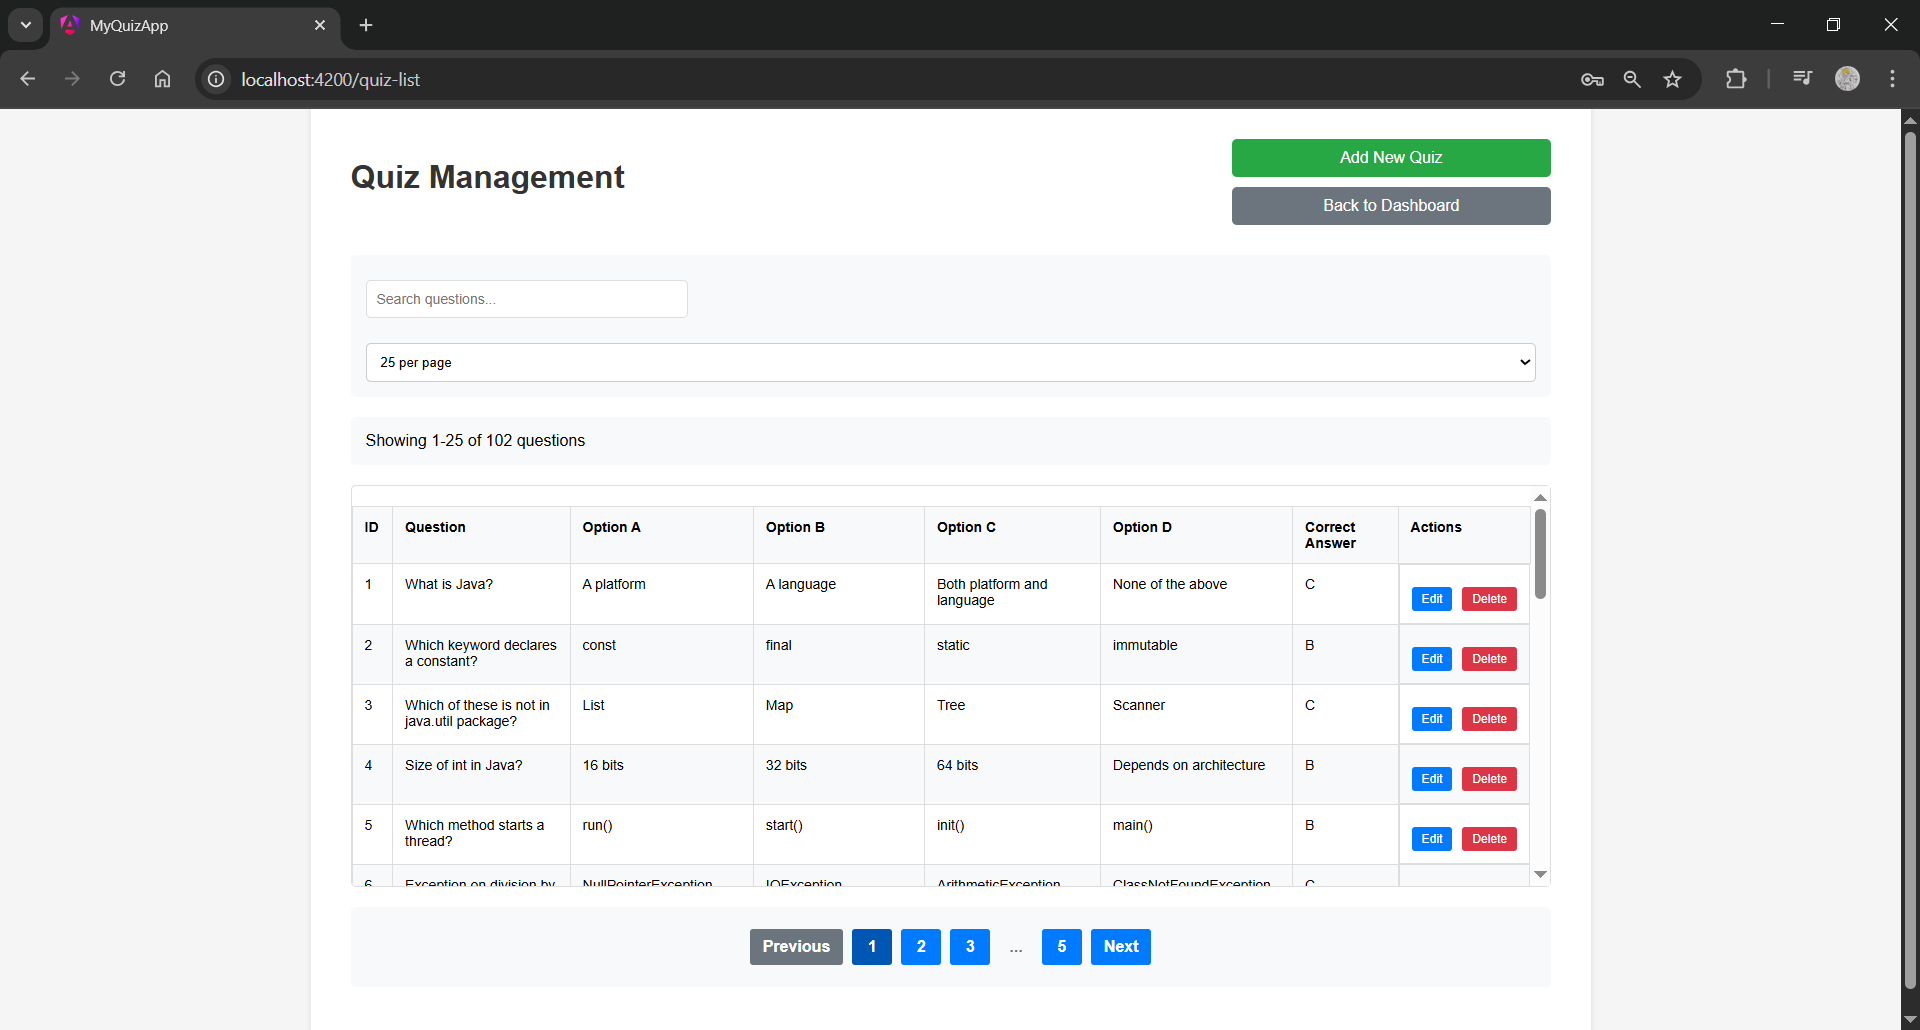 MyQuizApp
localhost:4200/quiz-list
Quiz Management
Add New Quiz
Back to Dashboard
Search questions...
25 per page
Showing 1-25 of 102 questions
ID Question Option A Option B Option C Option D Correct Answer Actions
1 What is Java? A platform A language Both platform and language None of the above C Edit Delete
2 Which keyword declares a constant? const final static immutable B Edit Delete
3 Which of these is not in java.util package? List Map Tree Scanner C Edit Delete
4 Size of int in Java? 16 bits 32 bits 64 bits Depends on architecture B Edit Delete
5 Which method starts a thread? run() start() init() main() B Edit Delete
6 Exception on division by NullPointerException IOException ArithmeticException ClassNotFoundException C
Previous 1 2 3 ... 5 Next